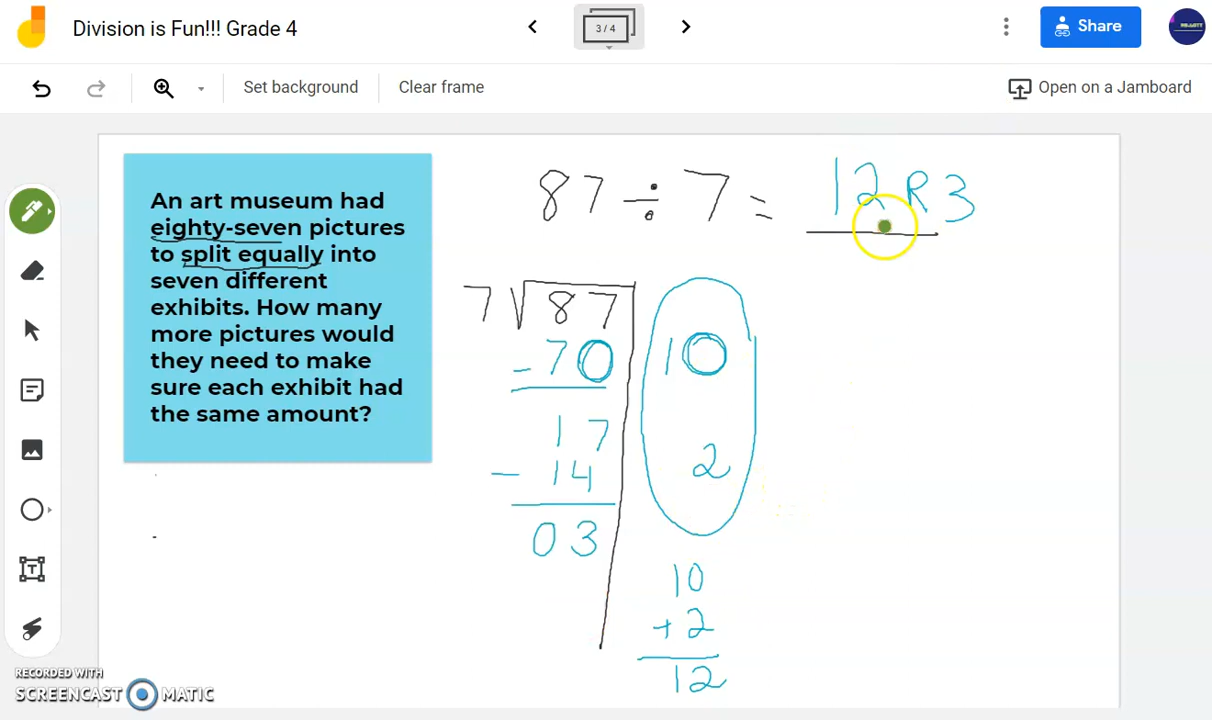 Division is Fun!!! Grade 4
3 / 4
Share
Set background
Clear frame
Open on a Jamboard
An art museum had
eighty-seven pictures
to split equally into
seven different
exhibits. How many
more pictures would
they need to make
sure each exhibit had
the same amount?
87 ÷ 7 = 12 R 3
7 √87
- 70 10
17
- 14 2
03
10
+ 2
12
RECORDED WITH
SCREENCAST MATIC